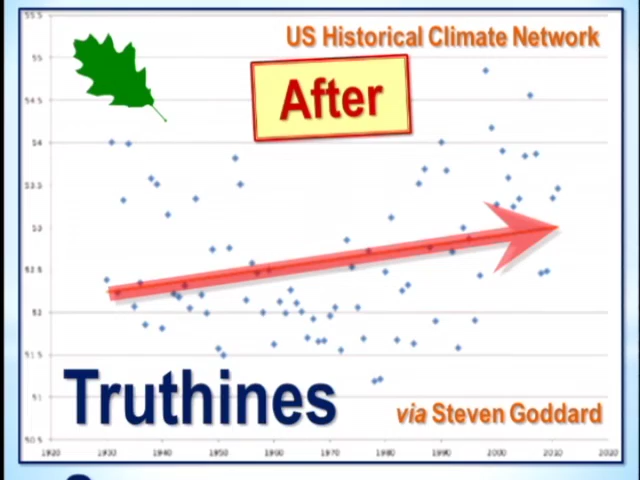 55.5
US Historical Climate Network
55
After
54.5
54
53.5
53
52.5
52
51.5
Truthines
51
via Steven Goddard
50.5
1920 1930 1940 1950 1960 1970 1980 1990 2000 2010 2020